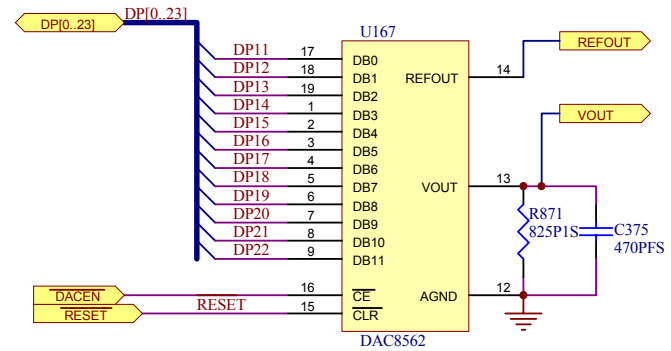 DP[0..23] DP[0..23] U167
REFOUT
DP11 17 DB0
DP12 18 DB1 REFOUT 14
DP13 19 DB2
DP14 1 DB3 VOUT
DP15 2 DB4
DP16 3 DB5
DP17 4 DB6
DP18 5 DB7 VOUT 13
DP19 6 DB8 R871
DP20 7 DB9 825P1S C375
DP21 8 DB10 470PFS
DP22 9 DB11
DACEN 16 CE AGND 12
RESET RESET 15 CLR
DAC8562